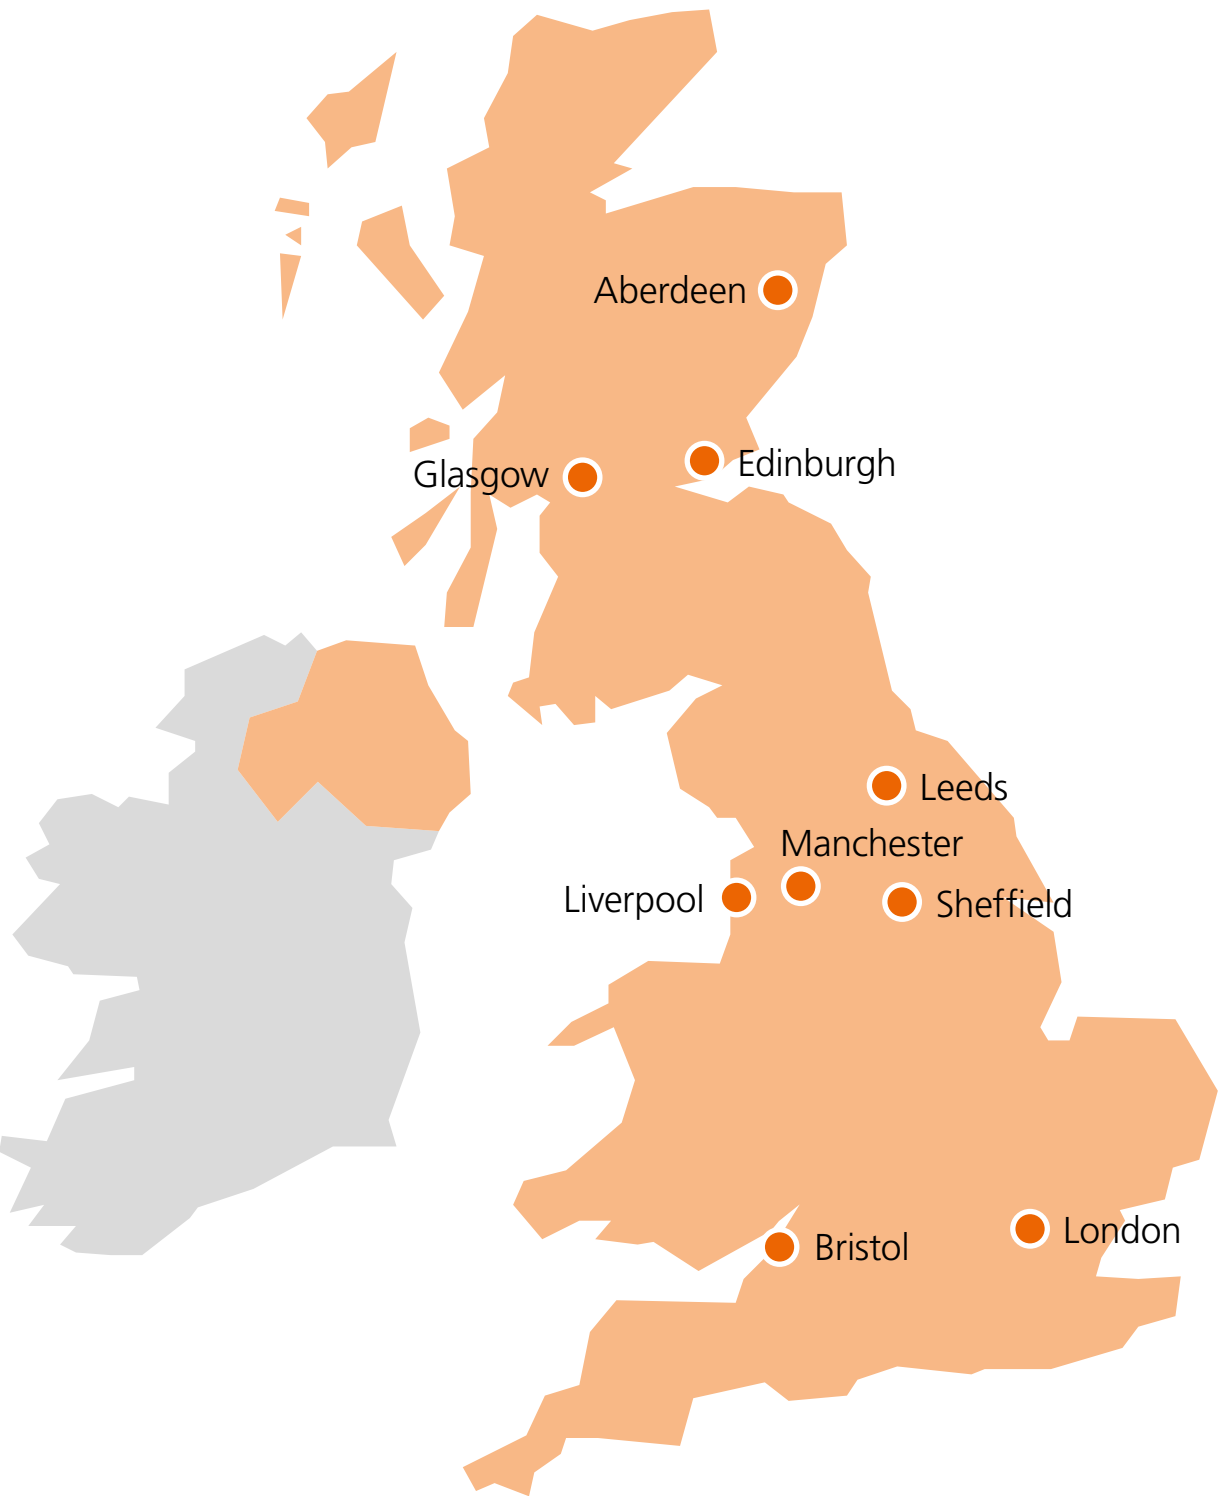 Aberdeen
Edinburgh
Glasgow
Leeds
Manchester
Liverpool
Sheffield
London
Bristol